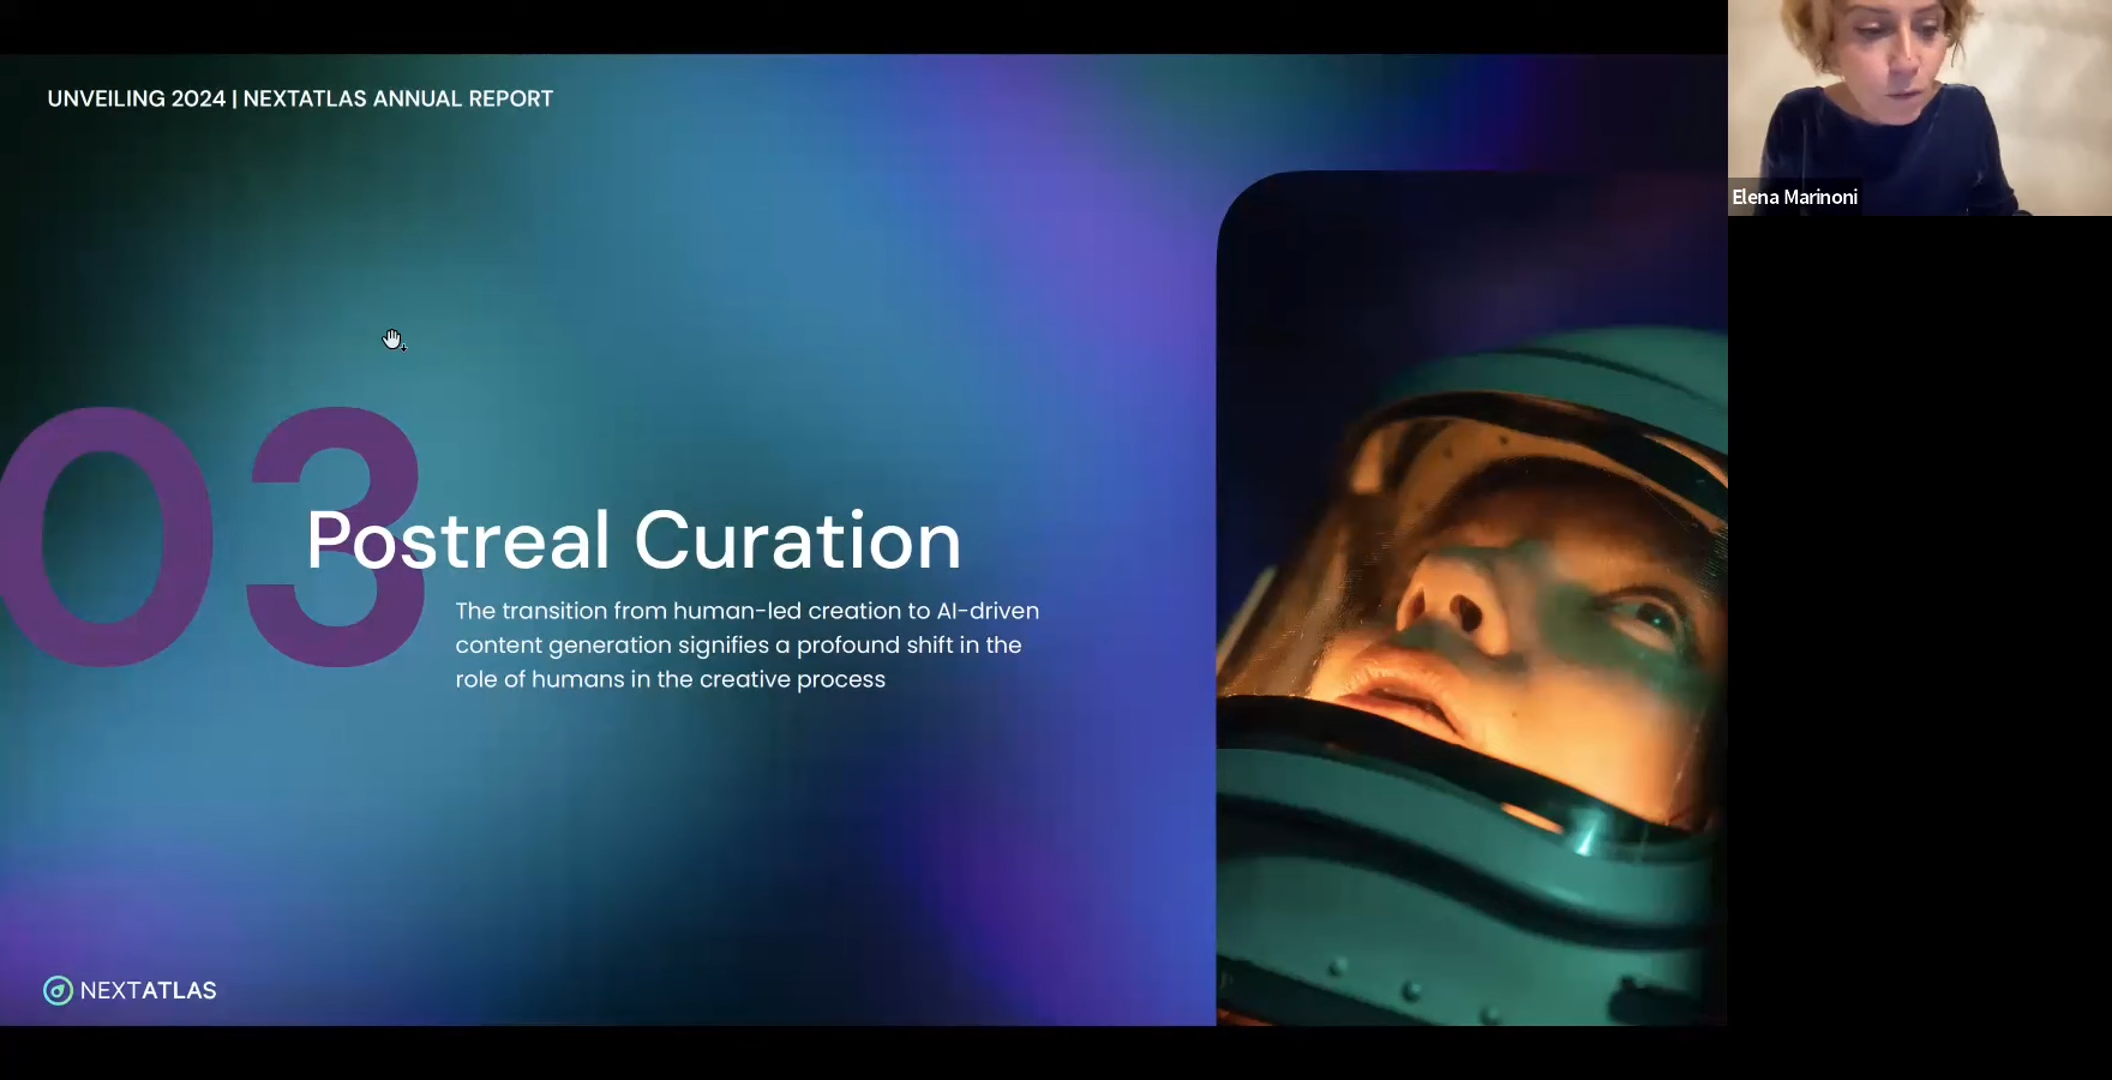 UNVEILING 2024 | NEXTATLAS ANNUAL REPORT
Elena Marinoni
03
Postreal Curation
The transition from human-led creation to AI-driven
content generation signifies a profound shift in the
role of humans in the creative process
NEXTATLAS